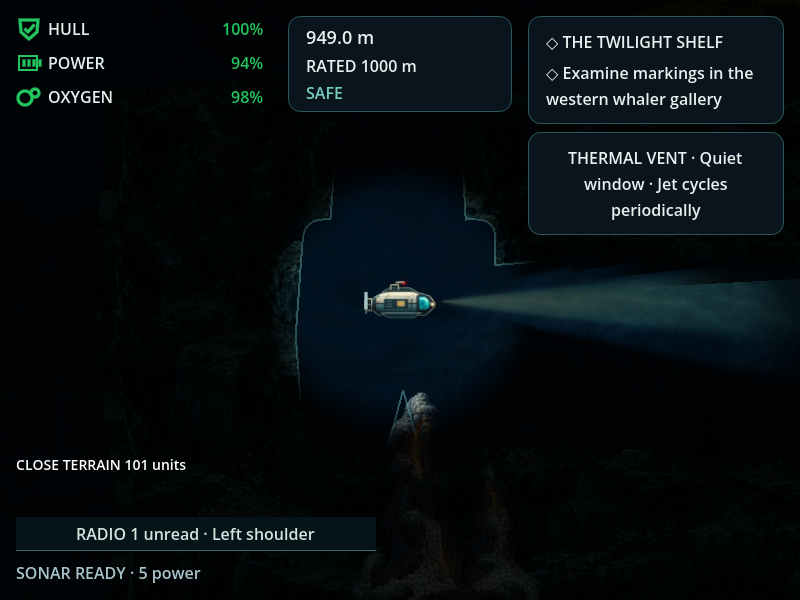 HULL 100%
POWER 94%
OXYGEN 98%
949.0 m
RATED 1000 m
SAFE
◇ THE TWILIGHT SHELF
◇ Examine markings in the
western whaler gallery
THERMAL VENT · Quiet
window · Jet cycles
periodically
CLOSE TERRAIN 101 units
RADIO 1 unread · Left shoulder
SONAR READY · 5 power